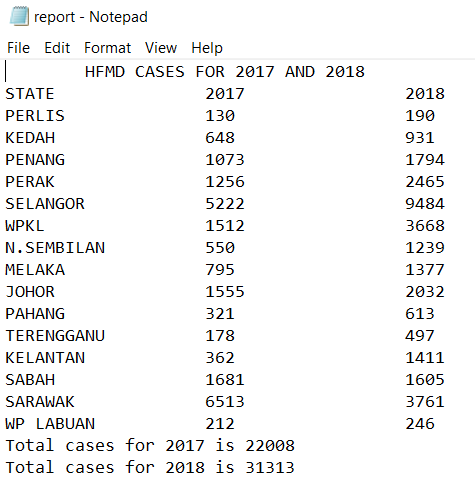 report - Notepad
File Edit Format View Help
HFMD CASES FOR 2017 AND 2018
STATE 2017 2018
PERLIS 130 190
KEDAH 648 931
PENANG 1073 1794
PERAK 1256 2465
SELANGOR 5222 9484
WPKL 1512 3668
N.SEMBILAN 550 1239
MELAKA 795 1377
JOHOR 1555 2032
PAHANG 321 613
TERENGGANU 178 497
KELANTAN 362 1411
SABAH 1681 1605
SARAWAK 6513 3761
WP LABUAN 212 246
Total cases for 2017 is 22008
Total cases for 2018 is 31313